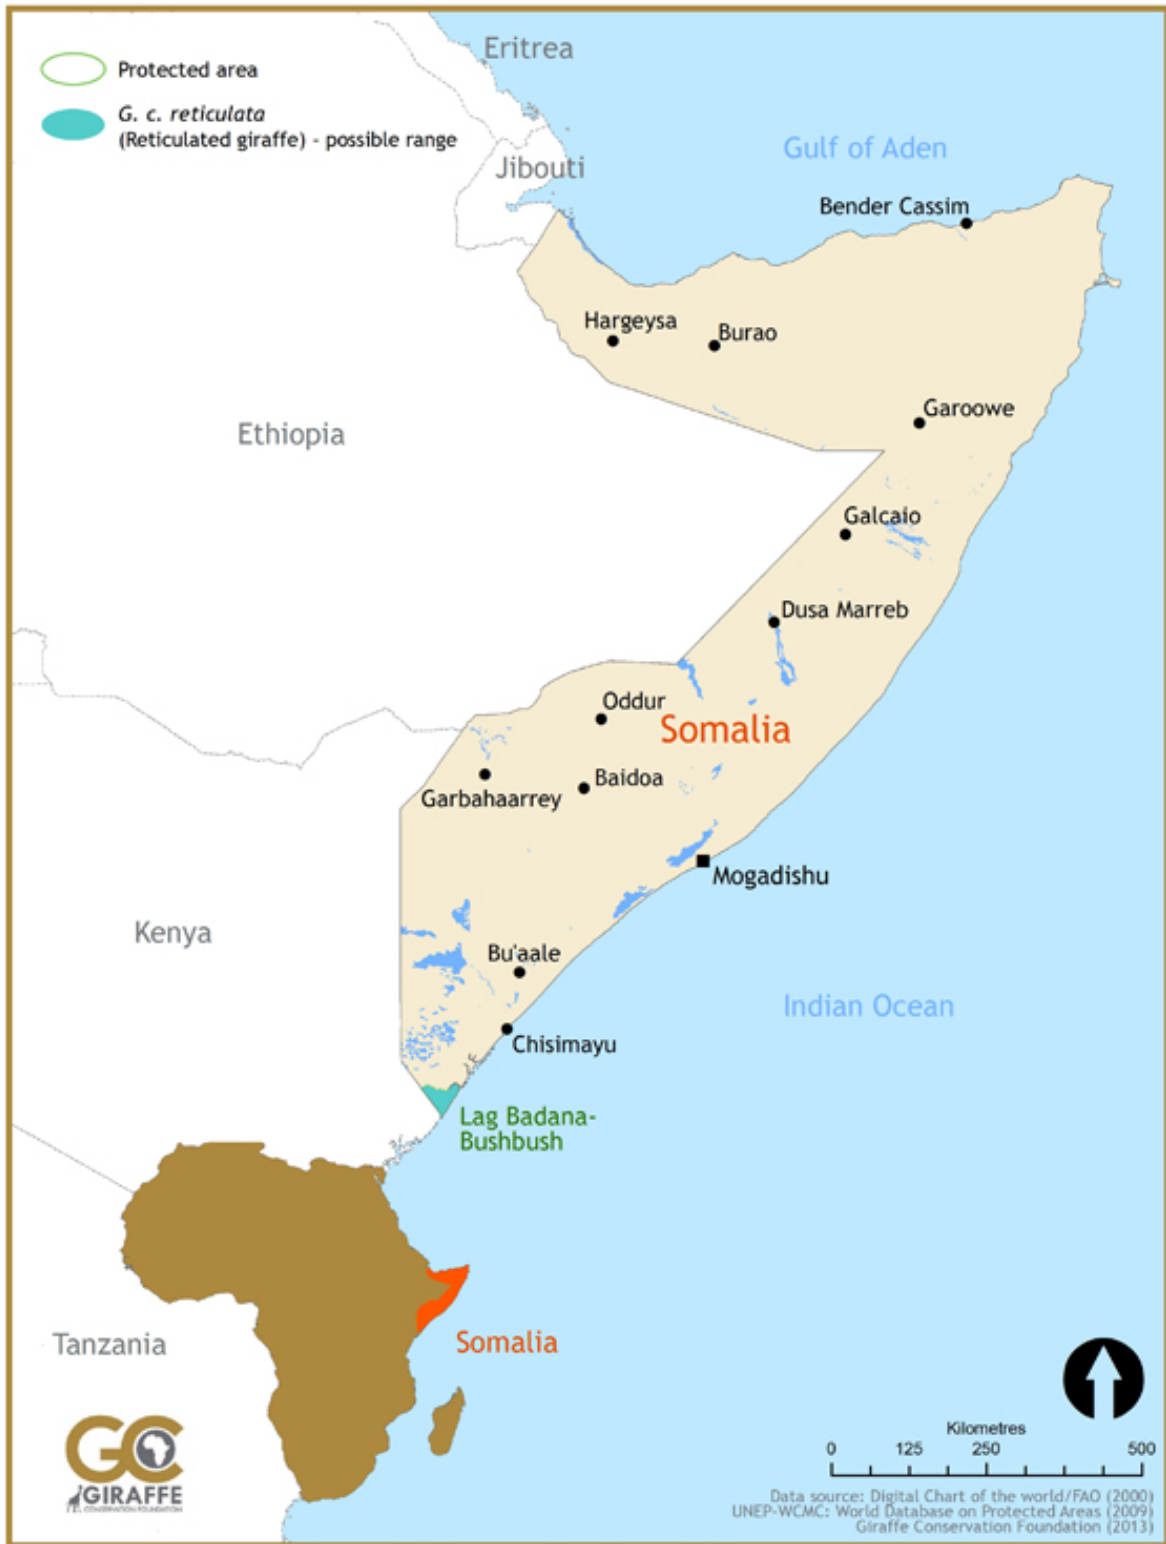 Eritrea
Protected area
G. c. reticulata
(Reticulated giraffe) - possible range
Jibouti
Gulf of Aden
Bender Cassim
Hargeysa
Burao
Garoowe
Ethiopia
Galcaio
Dusa Marreb
Oddur
Somalia
Baidoa
Garbahaarrey
Mogadishu
Kenya
Bu'aale
Indian Ocean
Chisimayu
Lag Badana-
Bushbush
Tanzania
Somalia
Kilometres
0 125 250 500
GC
GIRAFFE
CONSERVATION FOUNDATION
Data source: Digital Chart of the world/FAO (2000)
UNEP-WCMC: World Database on Protected Areas (2009)
Giraffe Conservation Foundation (2013)